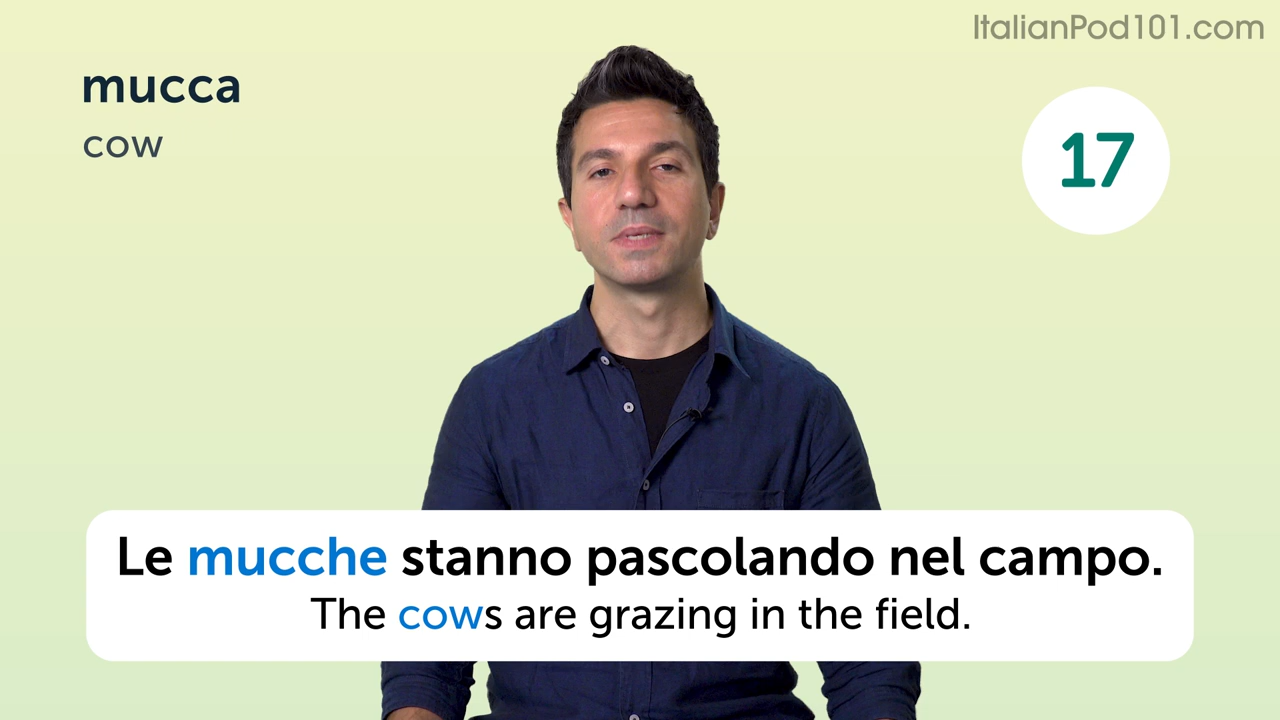 ItalianPod101.com
mucca
cow
17
Le mucche stanno pascolando nel campo.
The cows are grazing in the field.